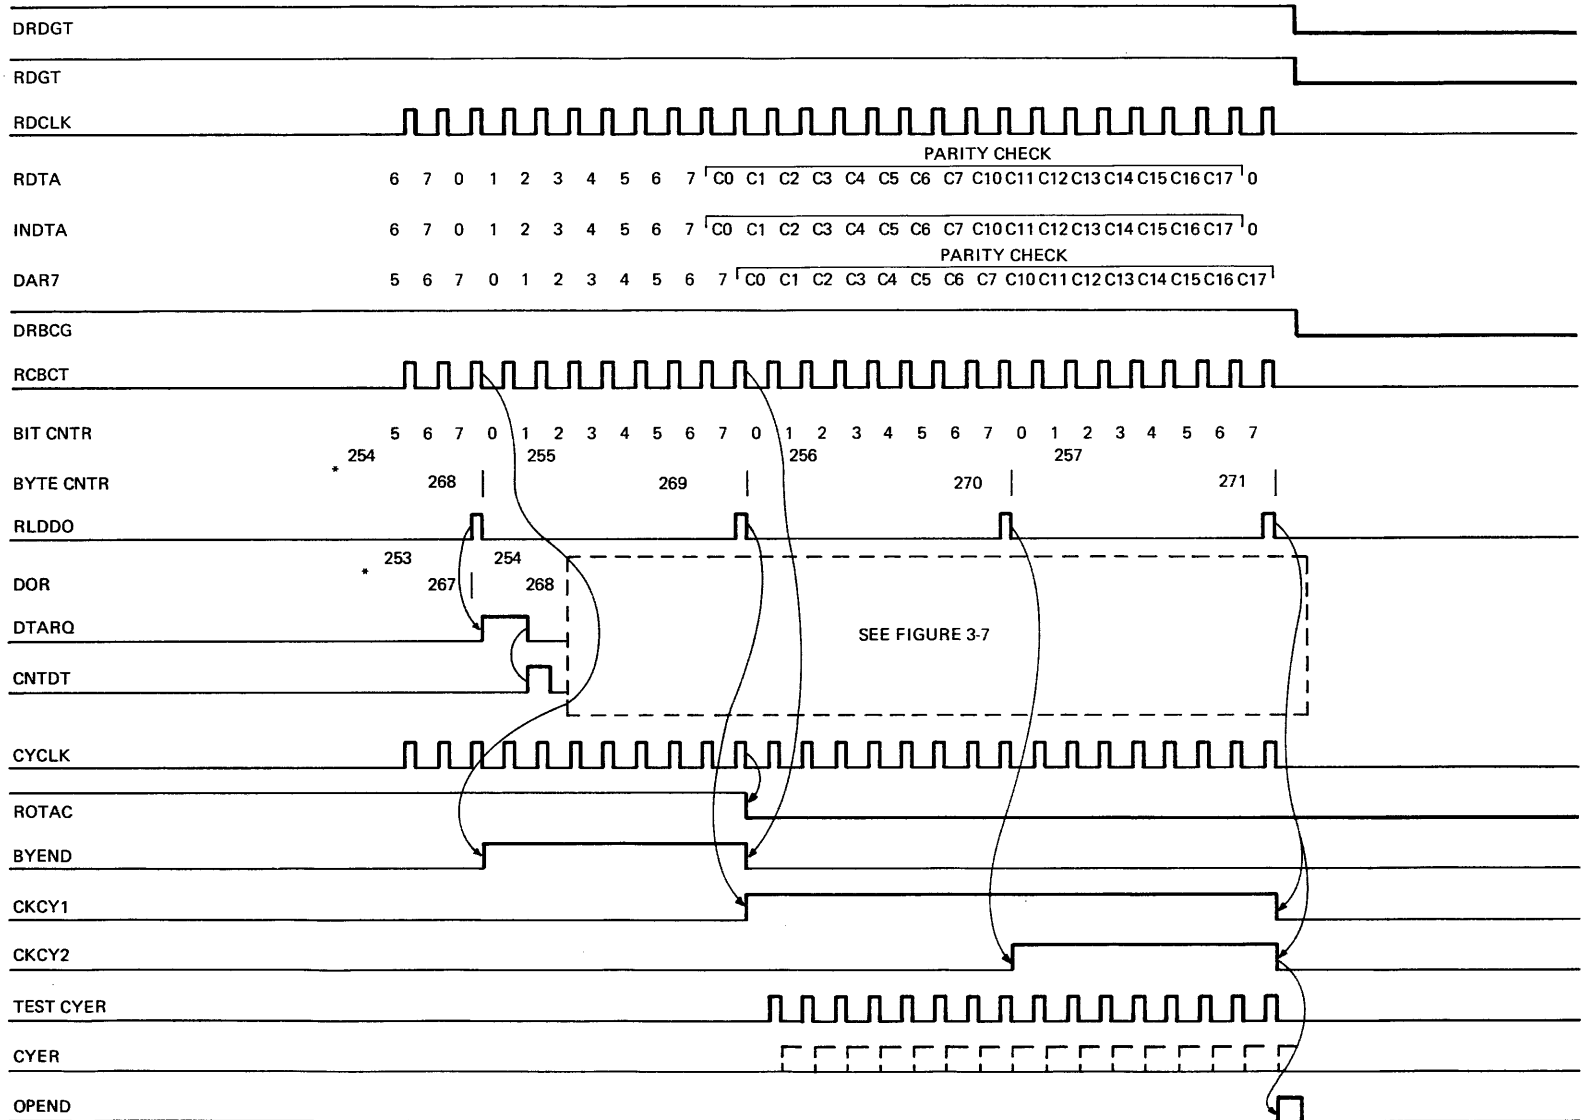 DRDGT
RDGT
RDCLK
PARITY CHECK
RDTA 6 7 0 1 2 3 4 5 6 7 C0 C1 C2 C3 C4 C5 C6 C7 C10 C11 C12 C13 C14 C15 C16 C17 0
INDTA 6 7 0 1 2 3 4 5 6 7 C0 C1 C2 C3 C4 C5 C6 C7 C10 C11 C12 C13 C14 C15 C16 C17 0
PARITY CHECK
DAR7 5 6 7 0 1 2 3 4 5 6 7 C0 C1 C2 C3 C4 C5 C6 C7 C10 C11 C12 C13 C14 C15 C16 C17
DRBCG
RCBCT
BIT CNTR 5 6 7 0 1 2 3 4 5 6 7 0 1 2 3 4 5 6 7 0 1 2 3 4 5 6 7
* 254 255 256 257
BYTE CNTR 268 269 270 271
RLDDO
* 253 254
DOR 267 268
DTARQ SEE FIGURE 3-7
CNTDT
CYCLK
ROTAC
BYEND
CKCY1
CKCY2
TEST CYER
CYER
OPEND